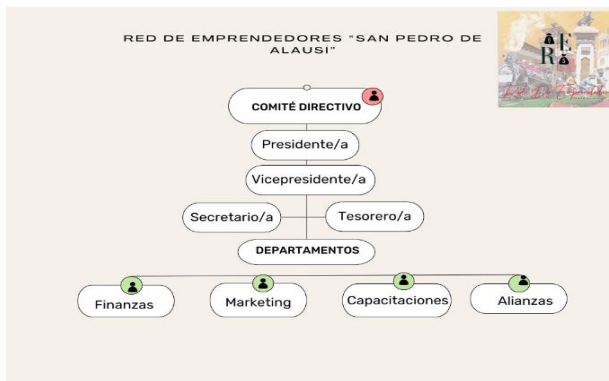 RED DE EMPRENDEDORES "SAN PEDRO DE
ALAUSI"
COMITÉ DIRECTIVO
Presidente/a
Vicepresidente/a
Secretario/a
Tesorero/a
DEPARTAMENTOS
Finanzas
Marketing
Capacitaciones
Alianzas